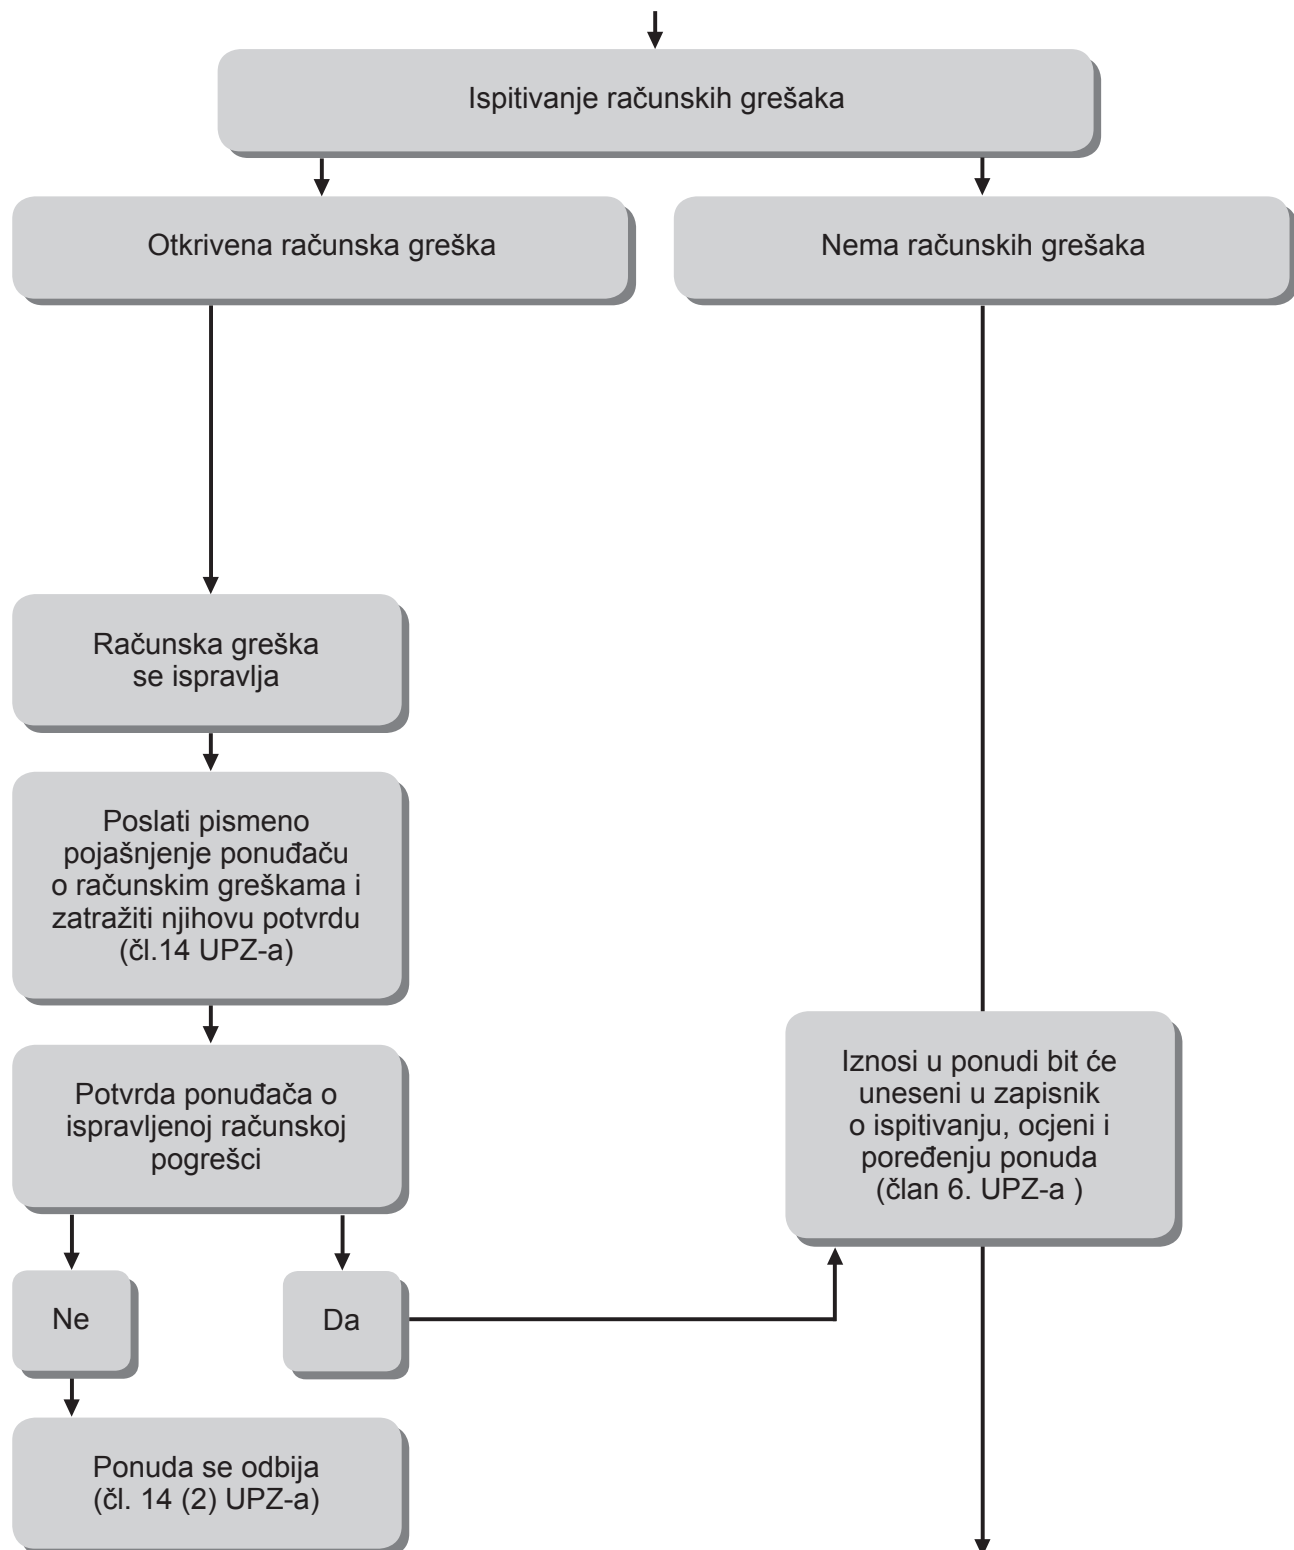 Ispitivanje računskih grešaka
Otkrivena računska greška
Nema računskih grešaka
Računska greška
se ispravlja
Poslati pismeno
pojašnjenje ponuđaču
o računskim greškama i
zatražiti njihovu potvrdu
(čl.14 UPZ-a)
Potvrda ponuđača o
ispravljenoj računskoj
pogrešci
Iznosi u ponudi bit će
uneseni u zapisnik
o ispitivanju, ocjeni i
poređenju ponuda
(član 6. UPZ-a )
Ne
Da
Ponuda se odbija
(čl. 14 (2) UPZ-a)